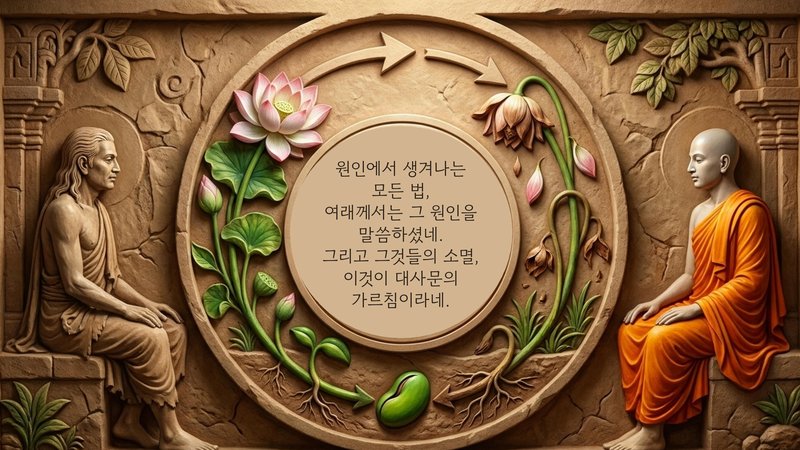 원인에서 생겨나는
모든 법,
여래께서는 그 원인을
말씀하셨네.
그리고 그것들의 소멸,
이것이 대사문의
가르침이라네.